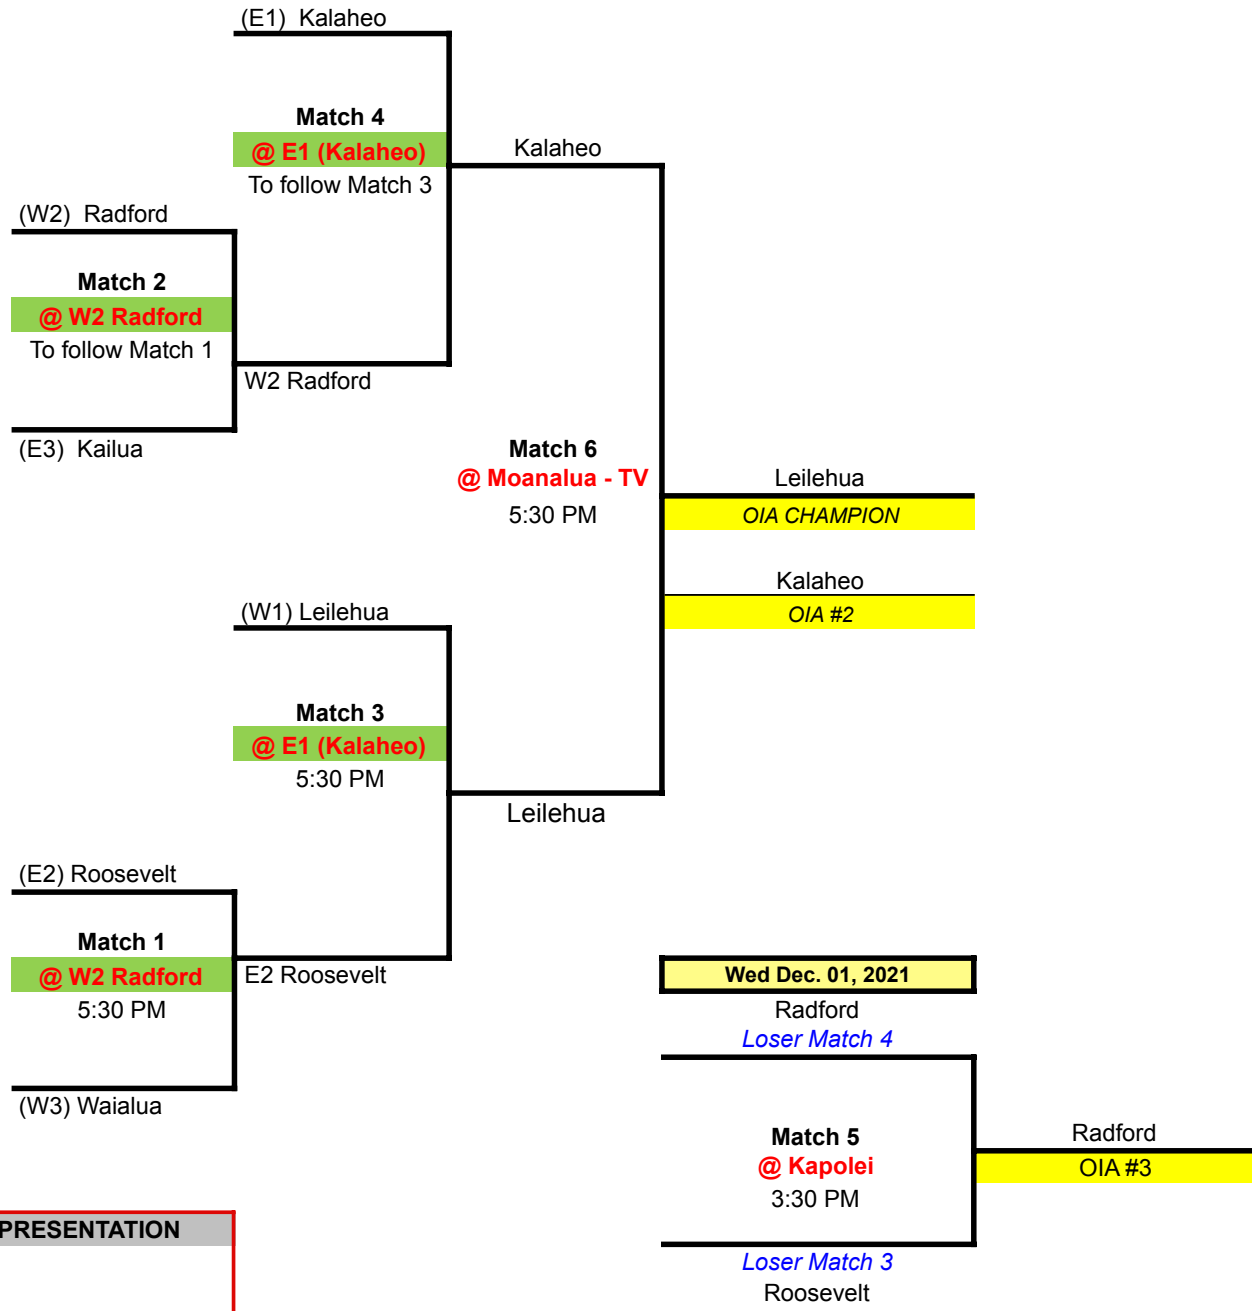 (E1)  Kalaheo
Match 4
@ E1 (Kalaheo)
To follow Match 3
Kalaheo
(W2)  Radford
Match 2
@ W2 Radford
To follow Match 1
W2 Radford
(E3)  Kailua
Match 6
@ Moanalua - TV
5:30 PM
Leilehua
OIA CHAMPION
Kalaheo
OIA #2
(W1) Leilehua
Match 3
@ E1 (Kalaheo)
5:30 PM
Leilehua
(E2) Roosevelt
Match 1
@ W2 Radford
5:30 PM
E2 Roosevelt
(W3) Waialua
Wed Dec. 01, 2021
Radford
Loser Match 4
Match 5
@ Kapolei
3:30 PM
Radford
OIA #3
Loser Match 3
Roosevelt
PRESENTATION